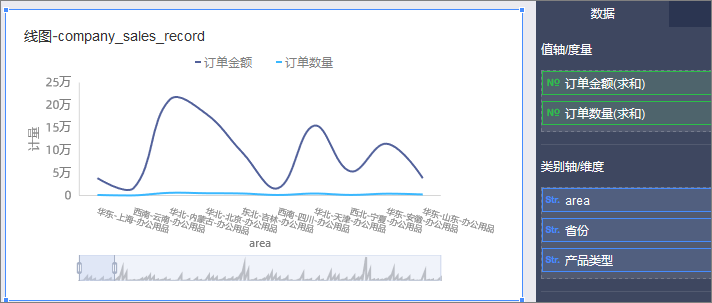 线图-company_sales_record
订单金额 订单数量
25万
20万
15万
10万
5万
0
计量
华东-上海-办公用品
西南-云南-办公用品
华北-内蒙古-办公用品
华北-北京-办公用品
东北-吉林-办公用品
西南-四川-办公用品
华北-天津-办公用品
西北-宁夏-办公用品
华东-安徽-办公用品
华东-山东-办公用品
area
数据
值轴/度量
№ 订单金额(求和)
№ 订单数量(求和)
类别轴/维度
Str. area
Str. 省份
Str. 产品类型